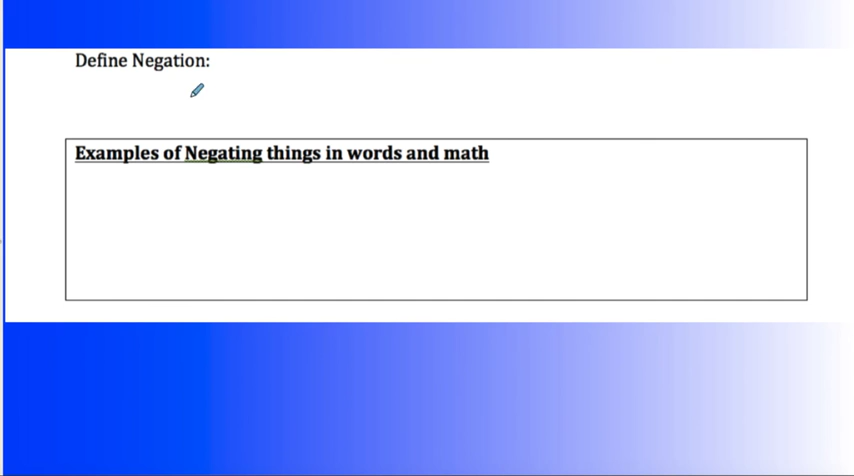 Define Negation:
Examples of Negating things in words and math